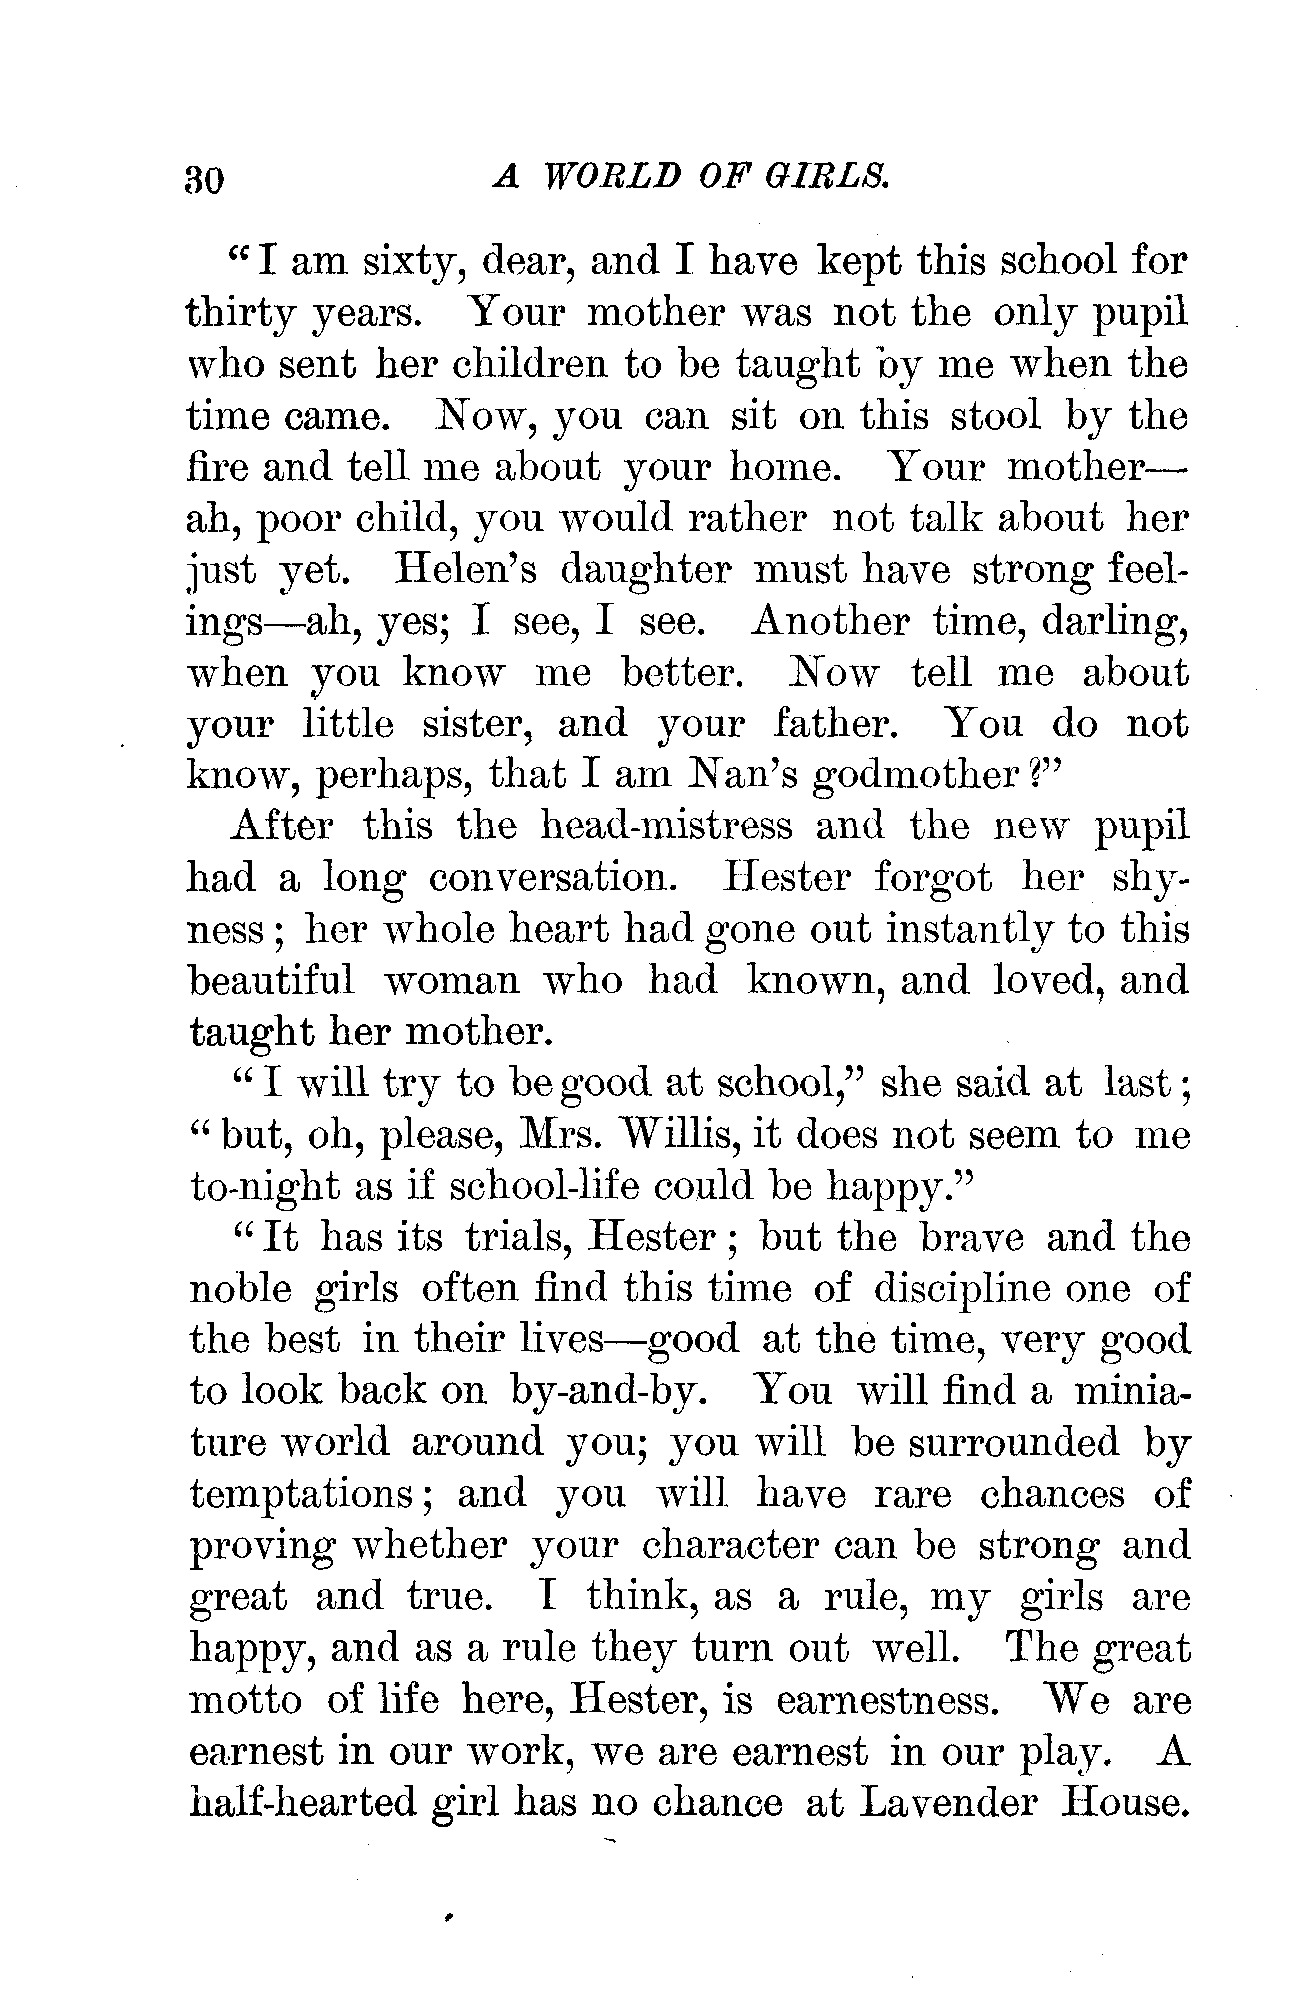 30 A WORLD OF GIRLS.
“I am sixty, dear, and I have kept this school for
thirty years. Your mother was not the only pupil
who sent her children to be taught by me when the
time came. Now, you can sit on this stool by the
fire and tell me about your home. Your mother—
ah, poor child, you would rather not talk about her
just yet. Helen’s daughter must have strong feel-
ings—ah, yes; I see, I see. Another time, darling,
when you know me better. Now tell me about
your little sister, and your father. You do not
know, perhaps, that I am Nan’s godmother?”
After this the head-mistress and the new pupil
had a long conversation. Hester forgot her shy-
ness; her whole heart had gone out instantly to this
beautiful woman who had known, and loved, and
taught her mother.
“I will try to be good at school,” she said at last;
“but, oh, please, Mrs. Willis, it does not seem to me
to-night as if school-life could be happy.”
“It has its trials, Hester; but the brave and the
noble girls often find this time of discipline one of
the best in their lives—good at the time, very good
to look back on by-and-by. You will find a minia-
ture world around you; you will be surrounded by
temptations; and you will have rare chances of
proving whether your character can be strong and
great and true. I think, as a rule, my girls are
happy, and as a rule they turn out well. The great
motto of life here, Hester, is earnestness. We are
earnest in our work, we are earnest in our play. A
half-hearted girl has no chance at Lavender House.